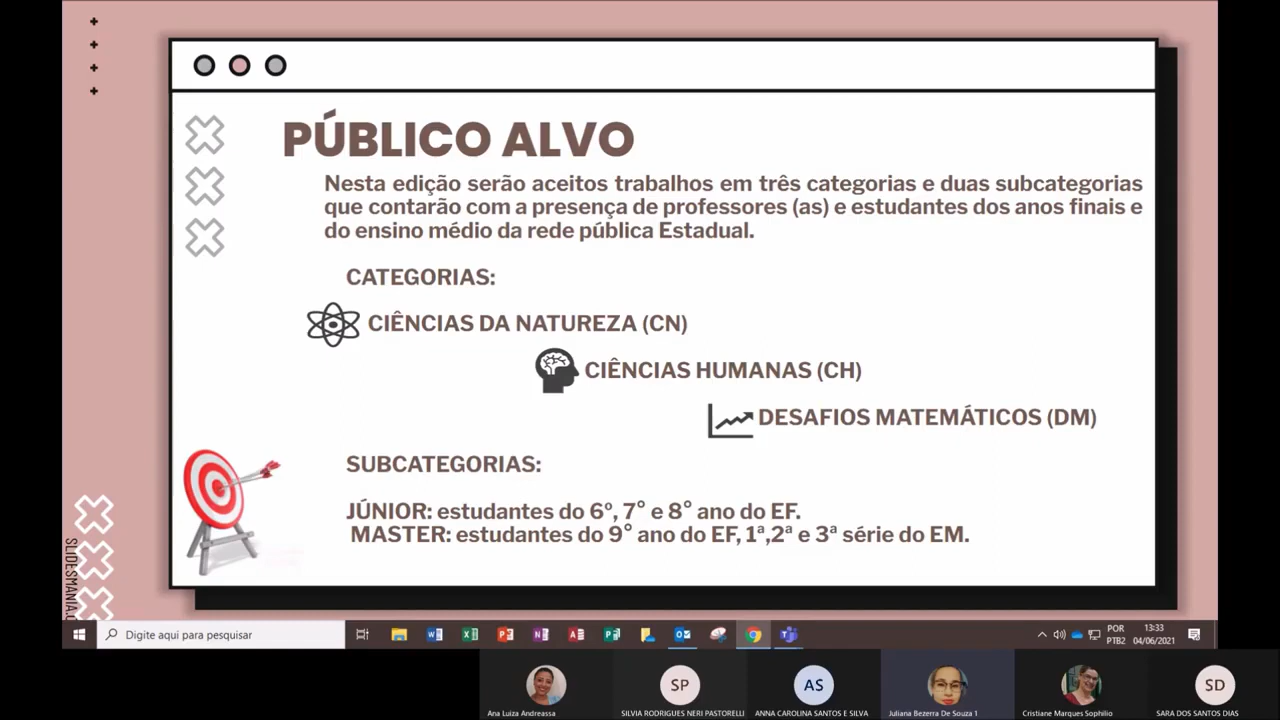 PÚBLICO ALVO
Nesta edição serão aceitos trabalhos em três categorias e duas subcategorias
que contarão com a presença de professores (as) e estudantes dos anos finais e
do ensino médio da rede pública Estadual.
CATEGORIAS:
CIÊNCIAS DA NATUREZA (CN)
CIÊNCIAS HUMANAS (CH)
DESAFIOS MATEMÁTICOS (DM)
SUBCATEGORIAS:
JÚNIOR: estudantes do 6º, 7° e 8° ano do EF.
MASTER: estudantes do 9° ano do EF, 1ª,2ª e 3ª série do EM.
Digite aqui para pesquisar
POR
PTB2
13:33
04/06/2021
SP
AS
SD
Ana Luiza Andreassa
SILVIA RODRIGUES NERI PASTORELLI
ANNA CAROLINA SANTOS E SILVA
Juliana Bezerra De Souza 1
Cristiane Marques Sophilio
SARA DOS SANTOS DIAS